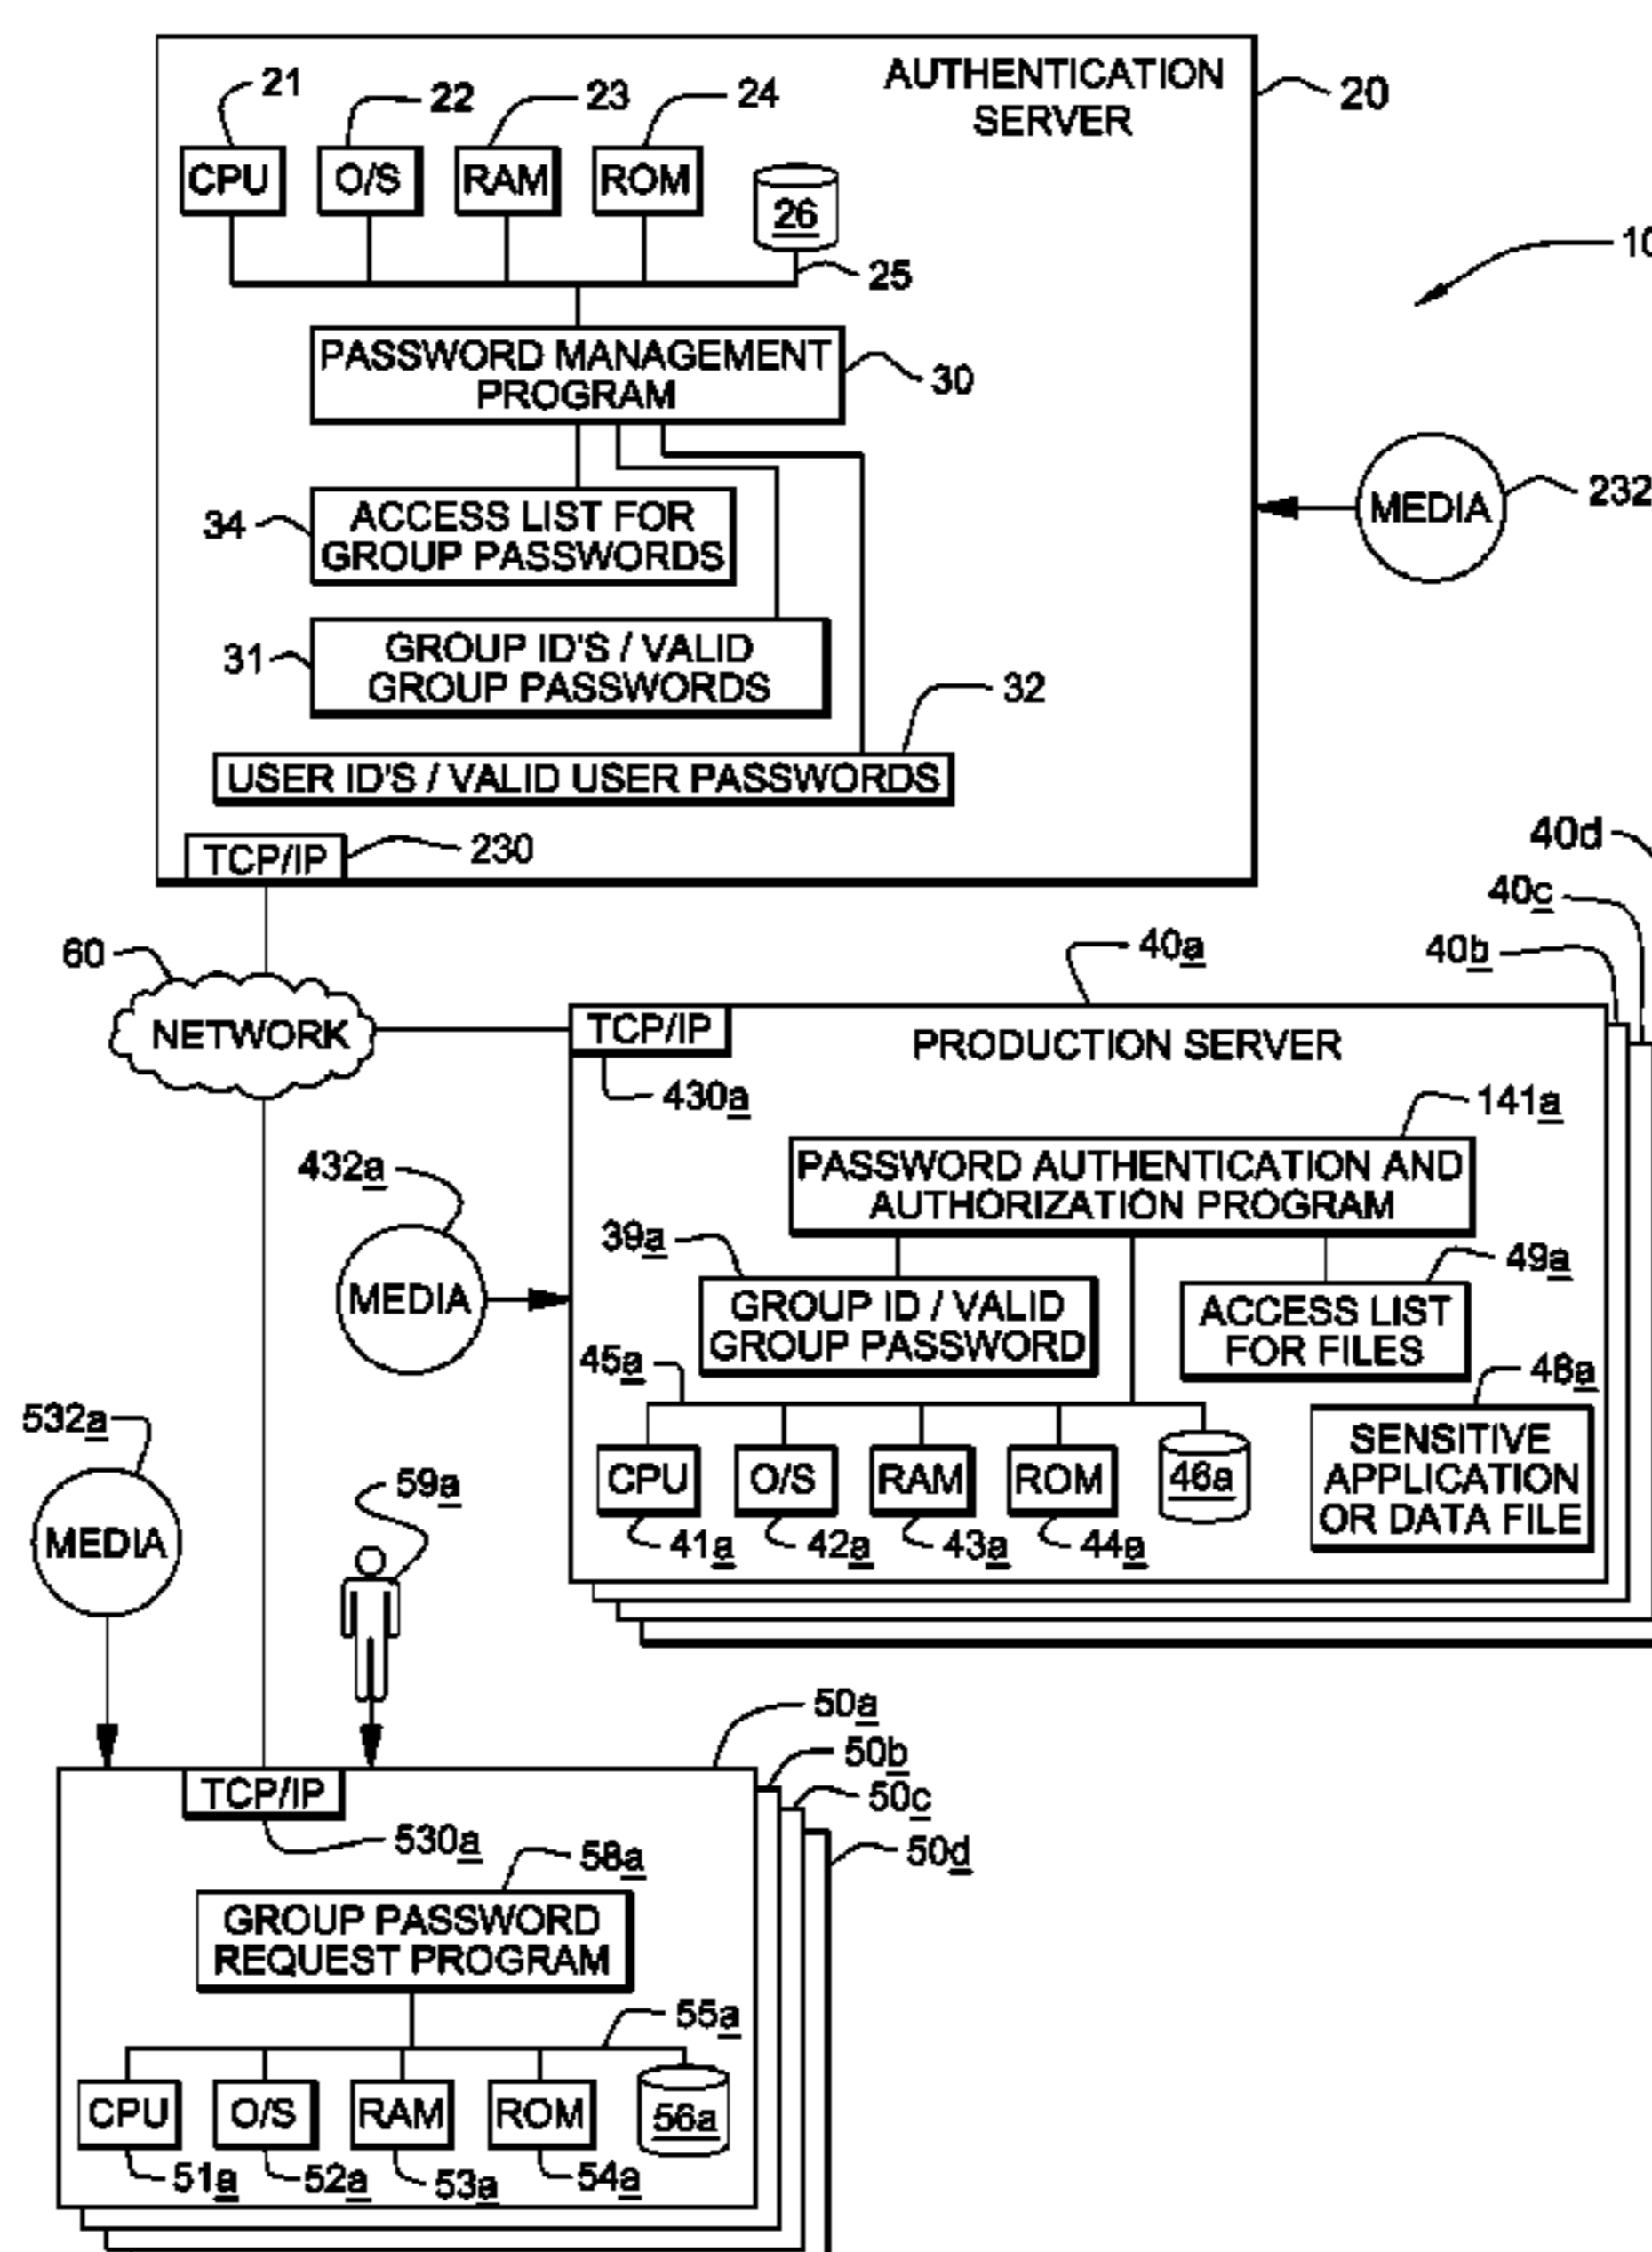 AUTHENTICATION
SERVER
20
21
22
23
24
CPU
O/S
RAM
ROM
26
25
PASSWORD MANAGEMENT
PROGRAM
30
10
MEDIA
232
34
ACCESS LIST FOR
GROUP PASSWORDS
31
GROUP ID'S / VALID
GROUP PASSWORDS
32
USER ID'S / VALID USER PASSWORDS
TCP/IP
230
60
NETWORK
40d
40c
40b
40a
TCP/IP
PRODUCTION SERVER
430a
141a
PASSWORD AUTHENTICATION AND
AUTHORIZATION PROGRAM
432a
MEDIA
39a
GROUP ID / VALID
GROUP PASSWORD
49a
ACCESS LIST
FOR FILES
45a
48a
SENSITIVE
APPLICATION
OR DATA FILE
CPU
O/S
RAM
ROM
46a
41a
42a
43a
44a
532a
MEDIA
59a
50a
50b
50c
50d
TCP/IP
530a
58a
GROUP PASSWORD
REQUEST PROGRAM
55a
CPU
O/S
RAM
ROM
56a
51a
52a
53a
54a